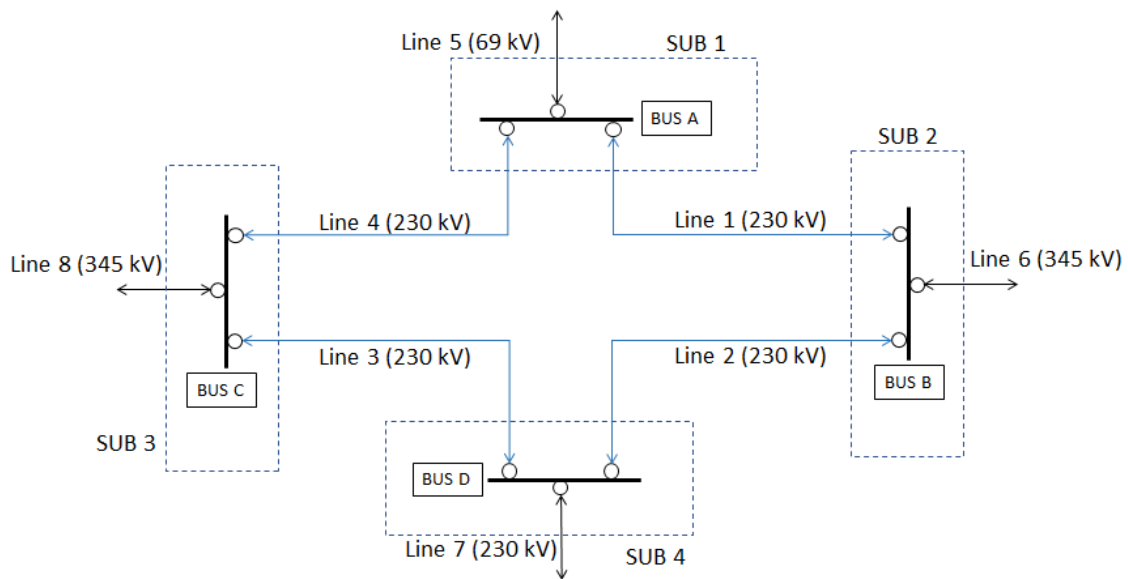 Line 5 (69 kV)
SUB 1
BUS A
SUB 2
Line 4 (230 kV)
Line 1 (230 kV)
Line 8 (345 kV)
Line 6 (345 kV)
Line 3 (230 kV)
Line 2 (230 kV)
BUS C
BUS B
SUB 3
BUS D
Line 7 (230 kV)
SUB 4